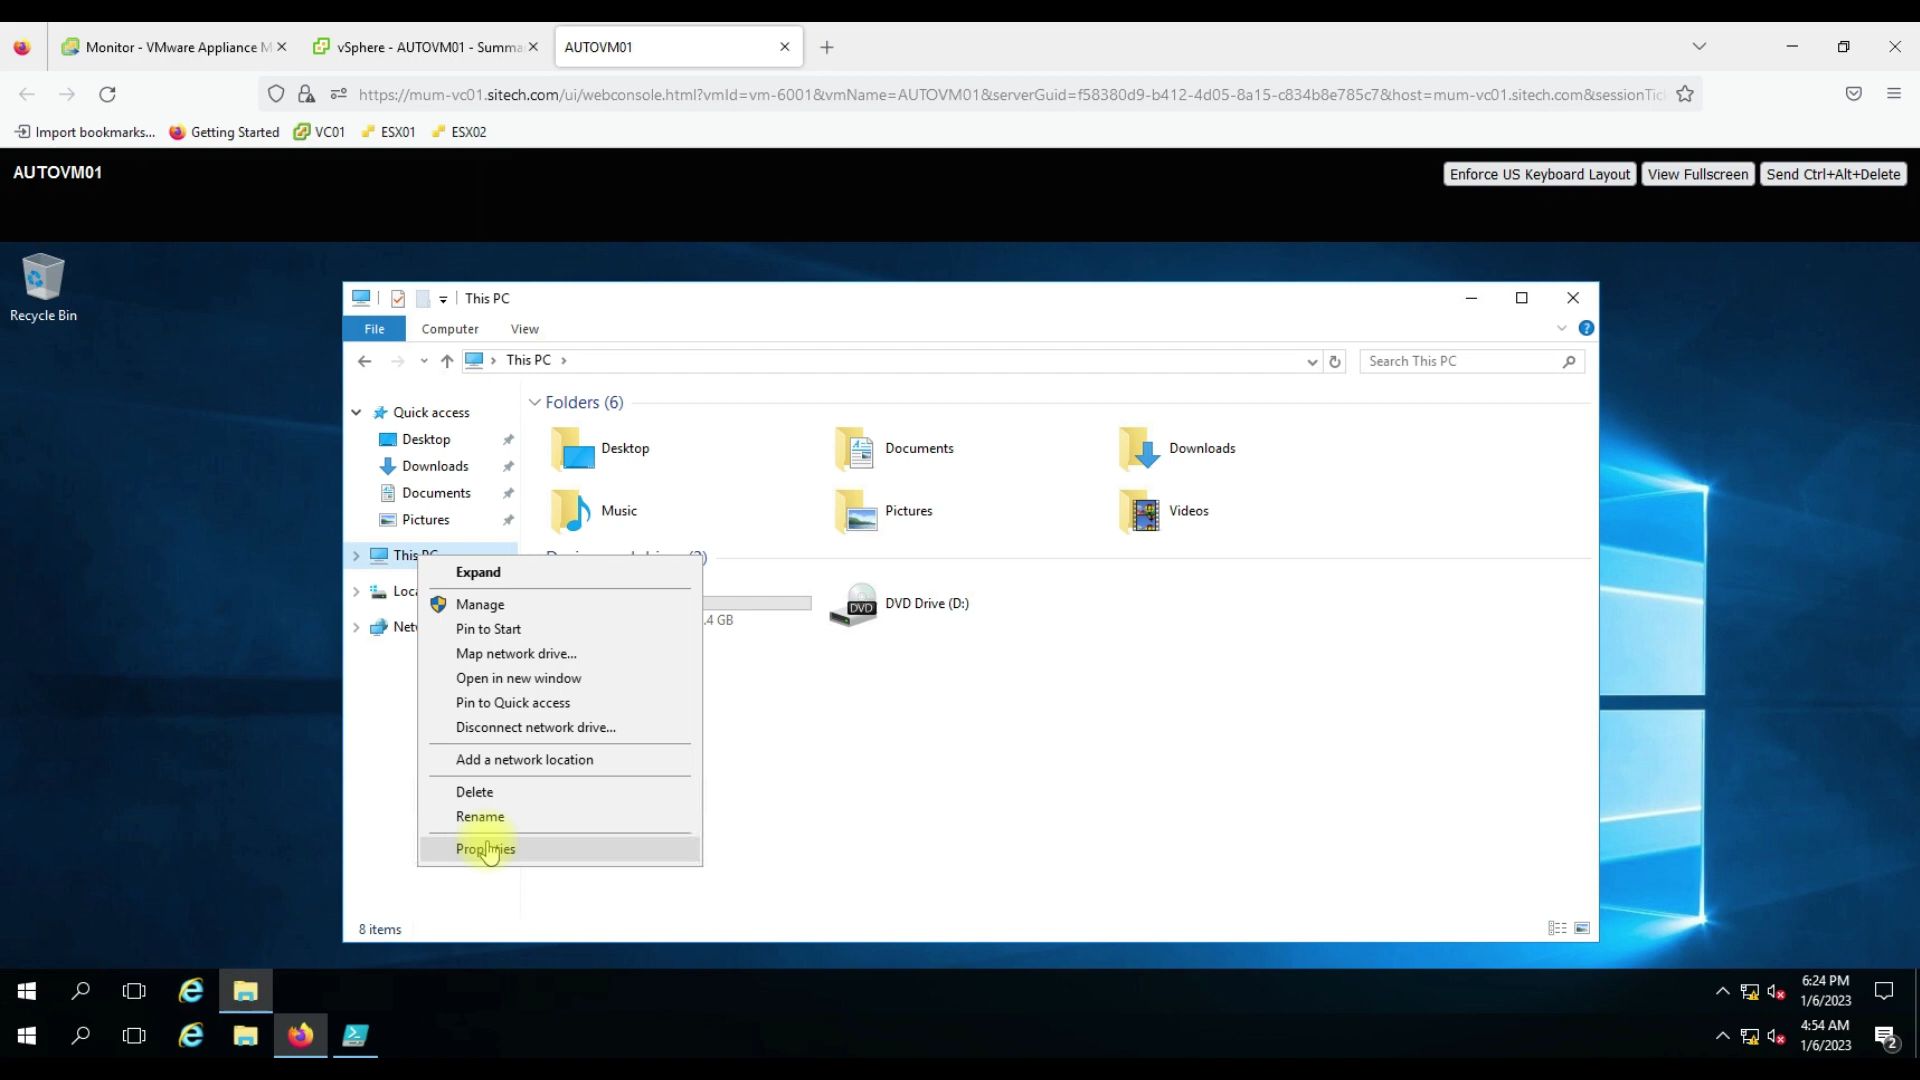 Monitor - VMware Appliance M
vSphere - AUTOVM01 - Summa
AUTOVM01
https://mum-vc01.sitech.com/ui/webconsole.html?vmId=vm-6001&vmName=AUTOVM01&serverGuid=f58380d9-b412-4d05-8a15-c834b8e785c7&host=mum-vc01.sitech.com&sessionTic
Import bookmarks...
Getting Started
VC01
ESX01
ESX02
AUTOVM01
Enforce US Keyboard Layout
View Fullscreen
Send Ctrl+Alt+Delete
Recycle Bin
This PC
File
Computer
View
This PC
Search This PC
Quick access
Desktop
Downloads
Documents
Pictures
This PC
Folders (6)
Desktop
Documents
Downloads
Music
Pictures
Videos
.4 GB
DVD
DVD Drive (D:)
Expand
Manage
Pin to Start
Map network drive...
Open in new window
Pin to Quick access
Disconnect network drive...
Add a network location
Delete
Rename
Properties
8 items
6:24 PM
1/6/2023
4:54 AM
1/6/2023
2